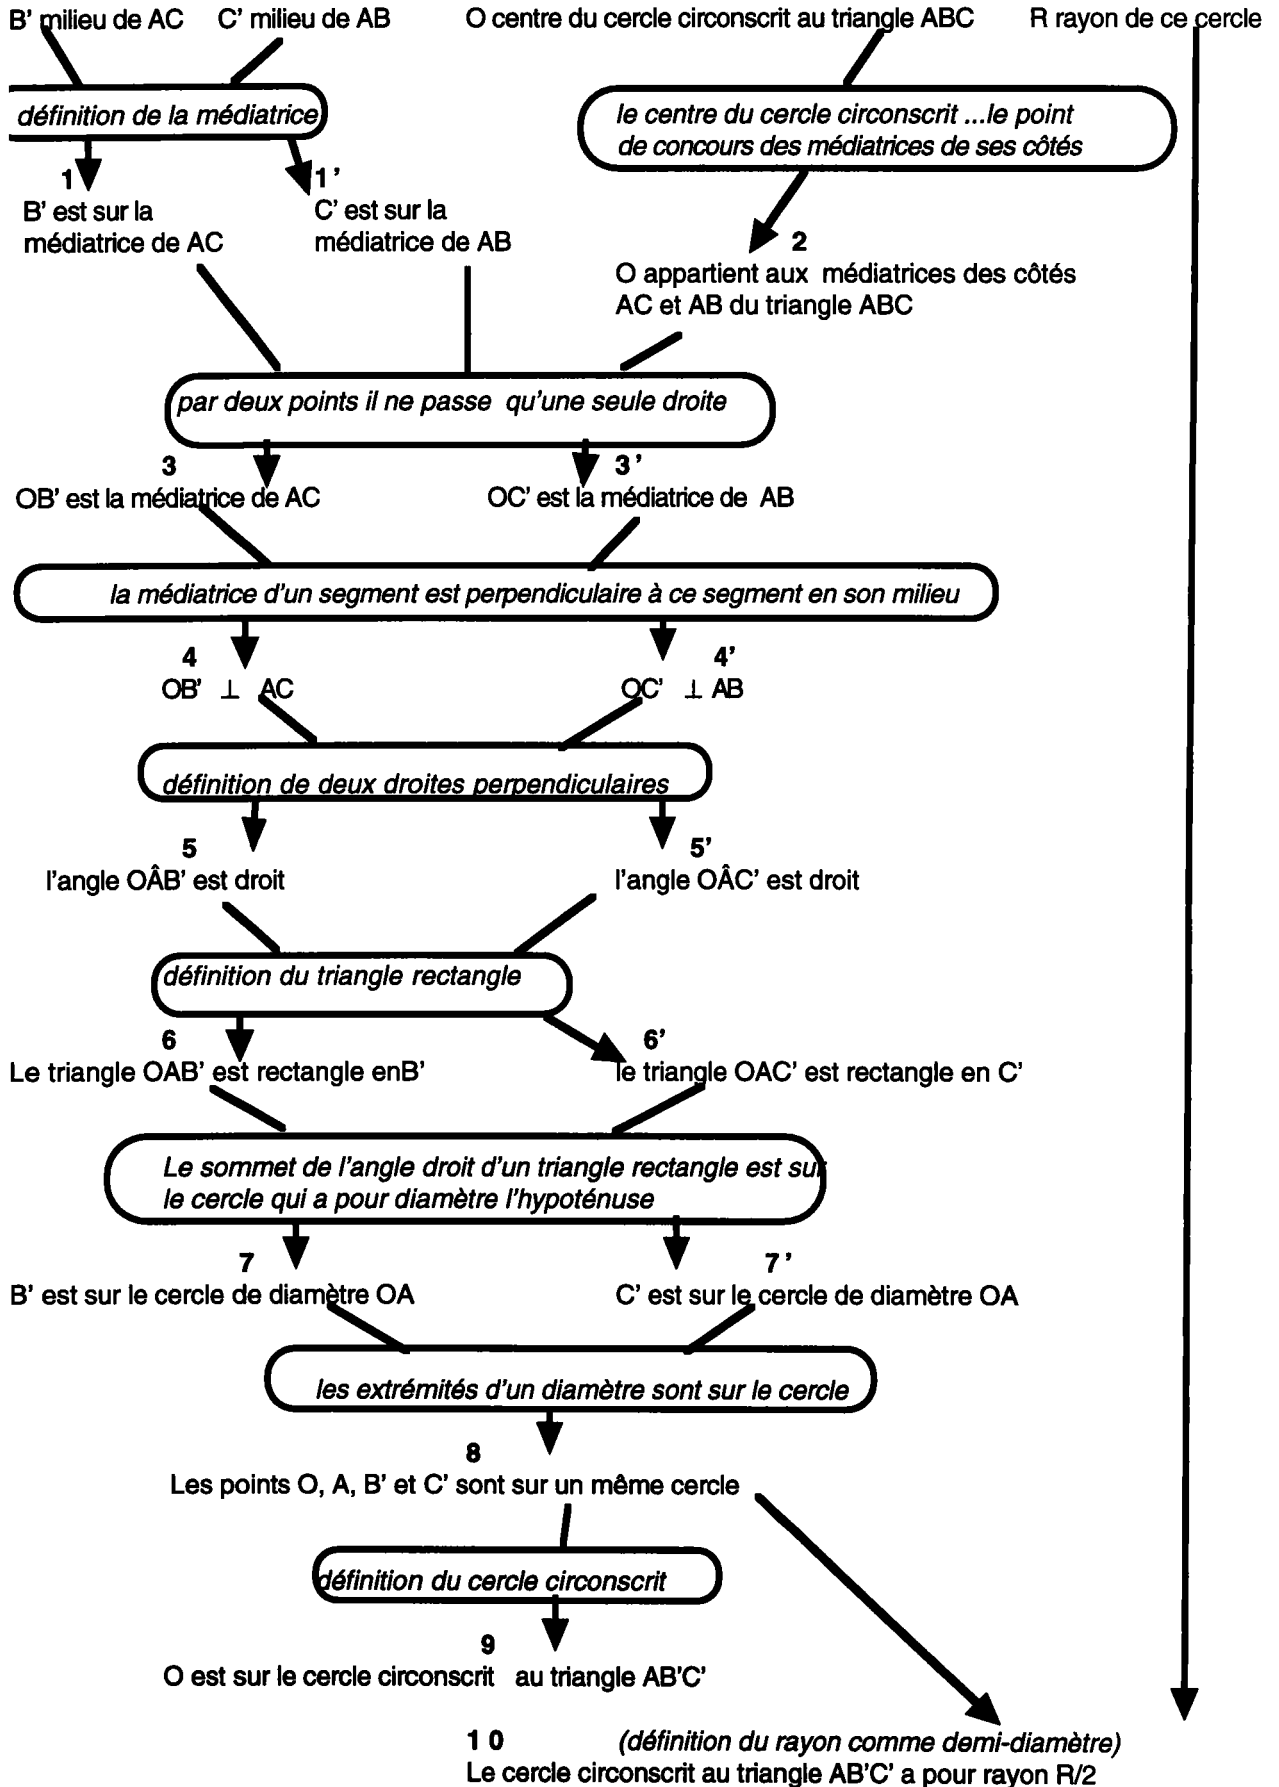 B' milieu de AC C' milieu de AB O centre du cercle circonscrit au triangle ABC R rayon de ce cercle
définition de la médiatrice
le centre du cercle circonscrit ...le point
de concours des médiatrices de ses côtés
1 1'
B' est sur la
médiatrice de AC
C' est sur la
médiatrice de AB
2
O appartient aux médiatrices des côtés
AC et AB du triangle ABC
par deux points il ne passe qu'une seule droite
3 3'
OB' est la médiatrice de AC OC' est la médiatrice de AB
la médiatrice d'un segment est perpendiculaire à ce segment en son milieu
4 4'
OB' ⊥ AC OC' ⊥ AB
définition de deux droites perpendiculaires
5 5'
l'angle OÂB' est droit l'angle OÂC' est droit
définition du triangle rectangle
6 6'
Le triangle OAB' est rectangle enB' le triangle OAC' est rectangle en C'
Le sommet de l'angle droit d'un triangle rectangle est sur
le cercle qui a pour diamètre l'hypoténuse
7 7'
B' est sur le cercle de diamètre OA C' est sur le cercle de diamètre OA
les extrémités d'un diamètre sont sur le cercle
8
Les points O, A, B' et C' sont sur un même cercle
définition du cercle circonscrit
9
O est sur le cercle circonscrit au triangle AB'C'
1 0 (définition du rayon comme demi-diamètre)
Le cercle circonscrit au triangle AB'C' a pour rayon R/2